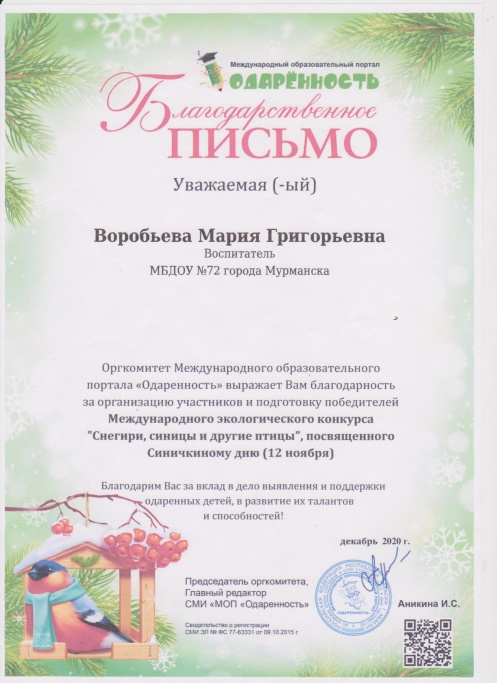 Международный образовательный портал
ОДАРЁННОСТЬ
Благодарственное
ПИСЬМО
Уважаемая (-ый)
Воробьева Мария Григорьевна
Воспитатель
МБДОУ №72 города Мурманска
Оргкомитет Международного образовательного
портала «Одаренность» выражает Вам благодарность
за организацию участников и подготовку победителей
Международного экологического конкурса
"Снегири, синицы и другие птицы", посвященного
Синичкиному дню (12 ноября)
Благодарим Вас за вклад в дело выявления и поддержки
одаренных детей, в развитие их талантов
и способностей!
декабрь 2020 г.
Председатель оргкомитета,
Главный редактор
СМИ «МОП «Одаренность»
Аникина И.С.
Свидетельство о регистрации
СМИ ЭЛ № ФС 77-63331 от 09.10 2015 г.
ОДАРЕННОСТЬ